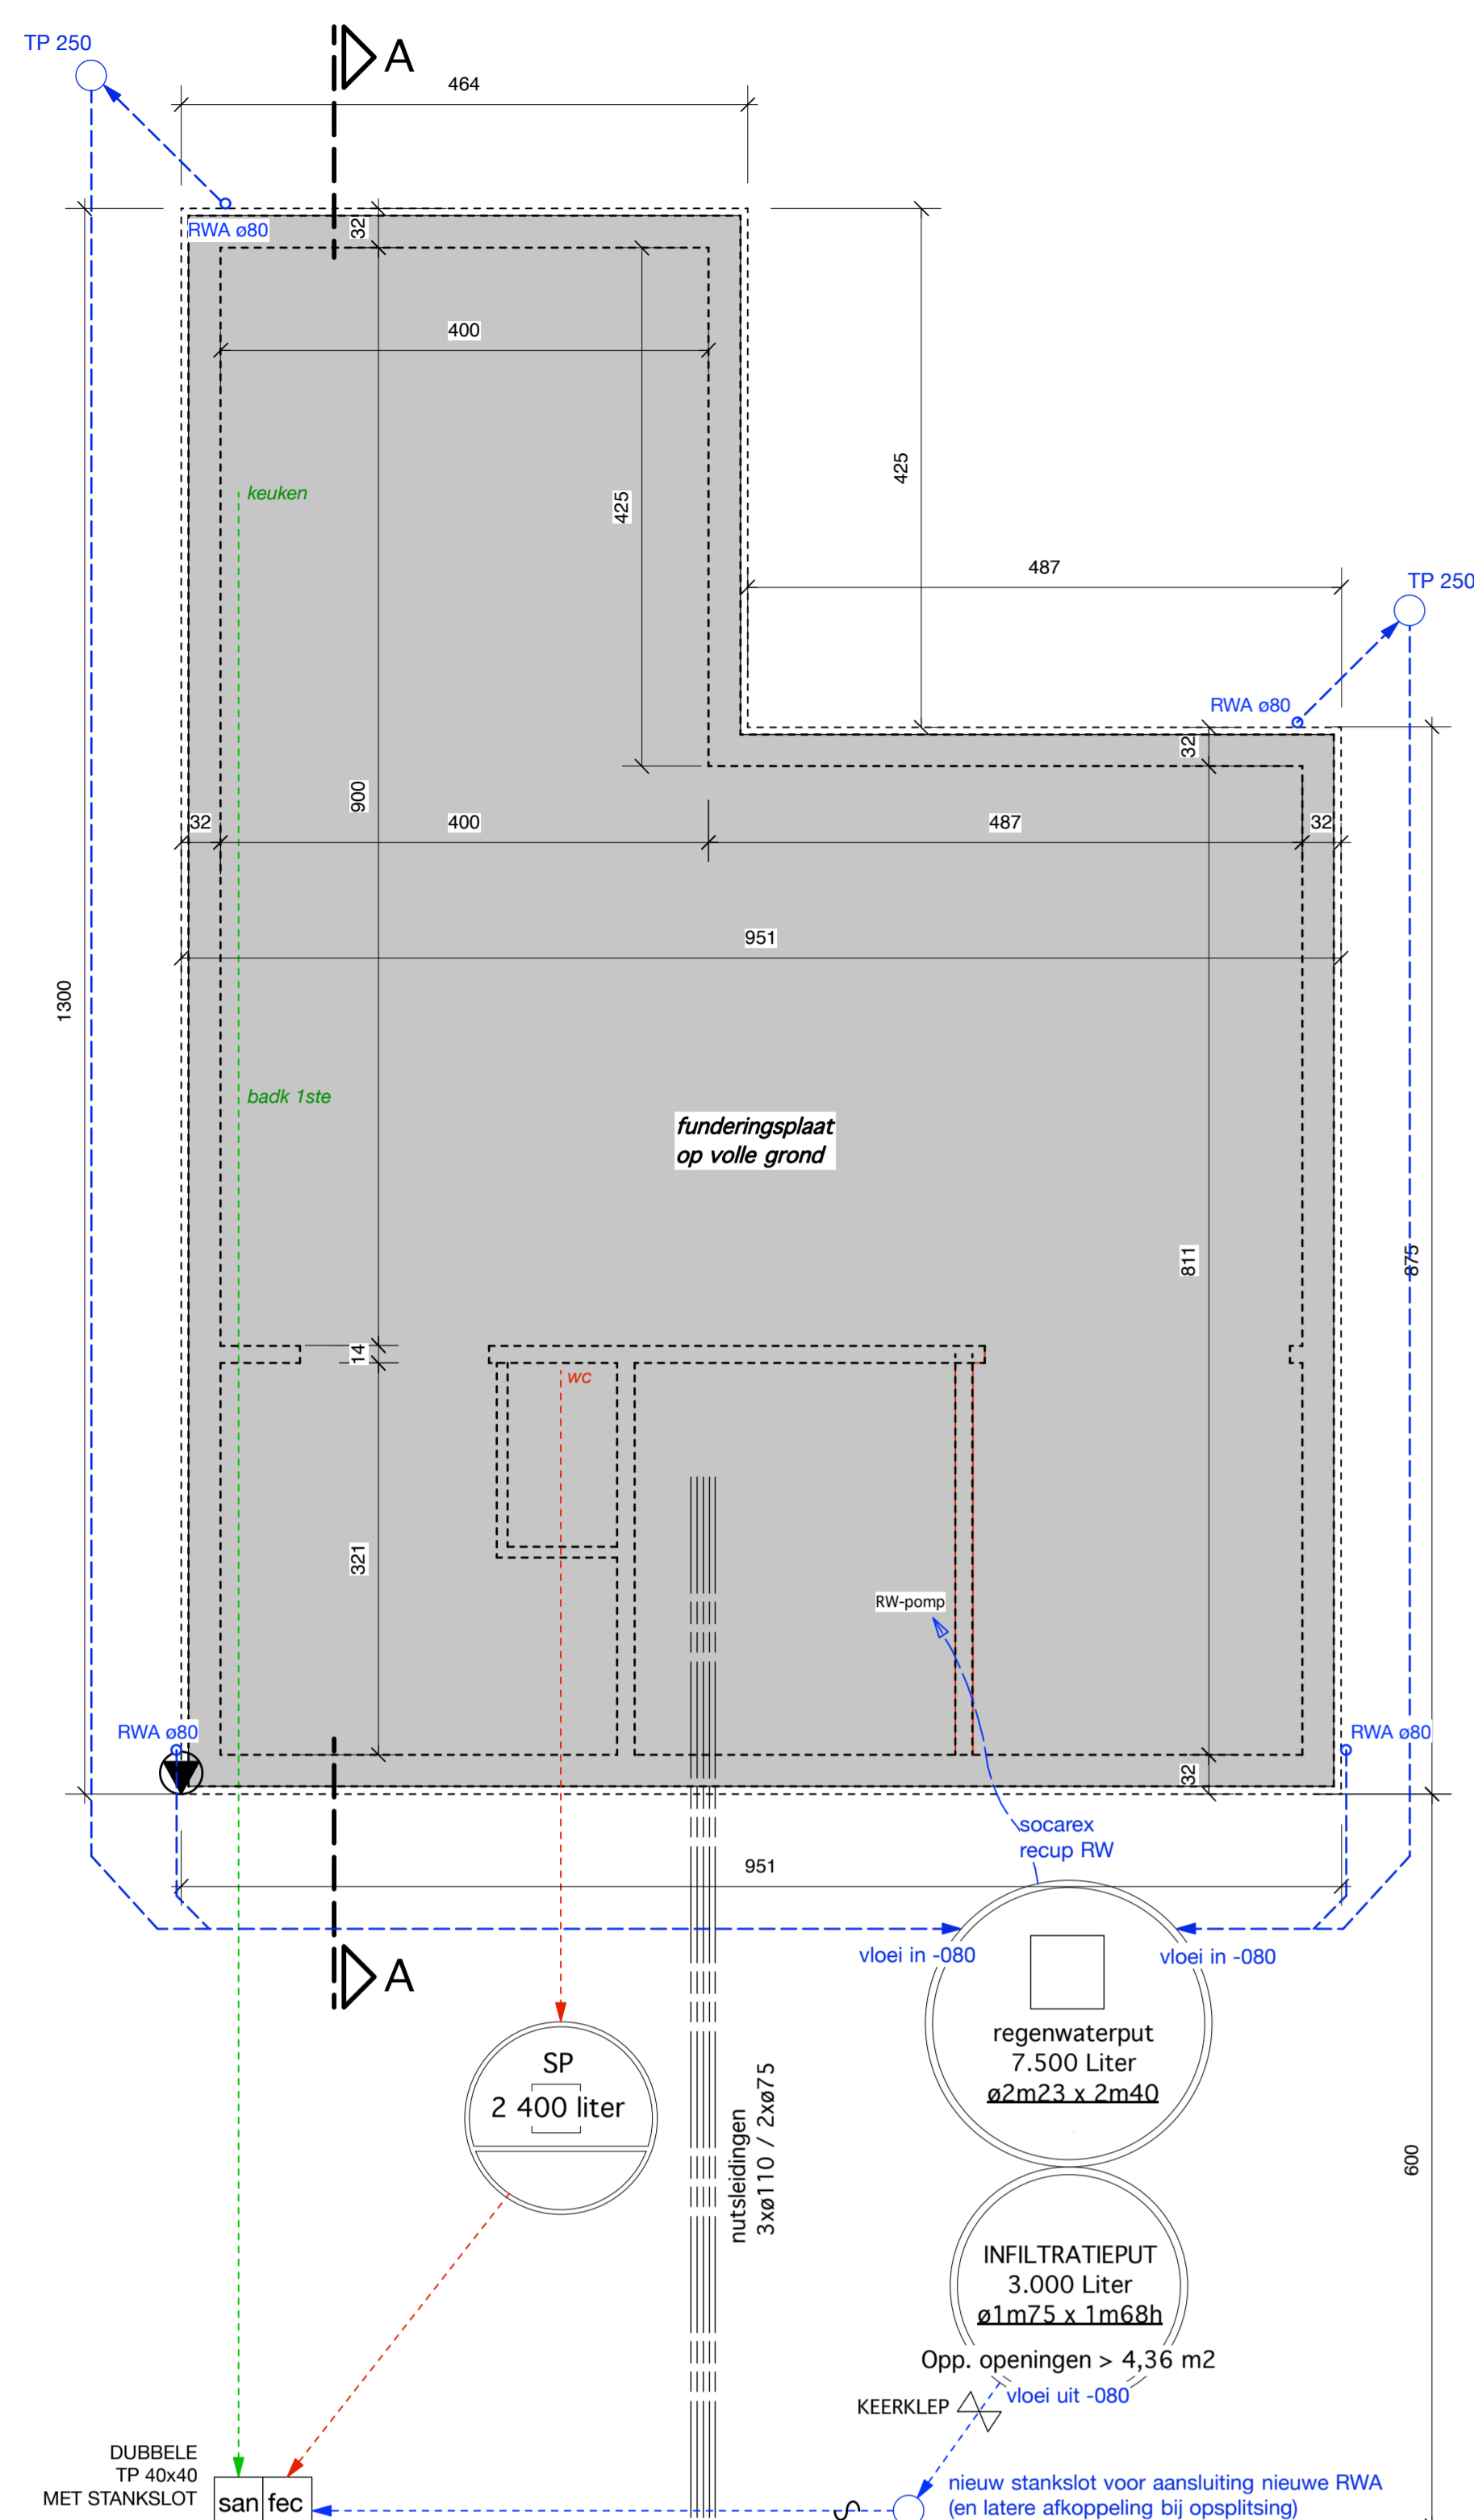 TP 250
A
464
RWA ø80
32
400
keuken
425
425
487
TP 250
RWA ø80
32
900
32
400
487
32
951
1300
badk 1ste
funderingsplaat
op volle grond
811
875
14
wc
321
RW-pomp
RWA ø80
RWA ø80
32
socarex
recup RW
951
vloei in -080
vloei in -080
A
regenwaterput
7.500 Liter
ø2m23 x 2m40
SP
2 400 liter
nutsleidingen
3xø110 / 2xø75
600
INFILTRATIEPUT
3.000 Liter
ø1m75 x 1m68h
Opp. openingen > 4,36 m2
vloei uit -080
KEERKLEP
DUBBELE
TP 40x40
MET STANKSLOT
san
fec
nieuw stankslot voor aansluiting nieuwe RWA
(en latere afkoppeling bij opsplitsing)